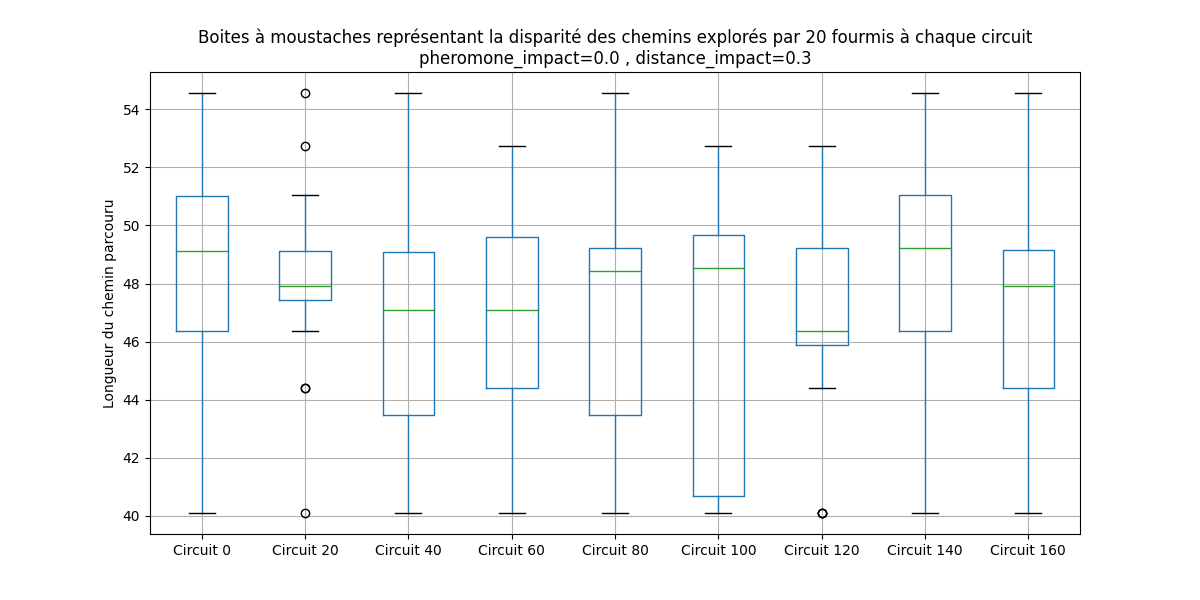 Boites à moustaches représentant la disparité des chemins explorés par 20 fourmis à chaque circuit
pheromone_impact=0.0 , distance_impact=0.3
Longueur du chemin parcouru
54
52
50
48
46
44
42
40
Circuit 0 Circuit 20 Circuit 40 Circuit 60 Circuit 80 Circuit 100 Circuit 120 Circuit 140 Circuit 160